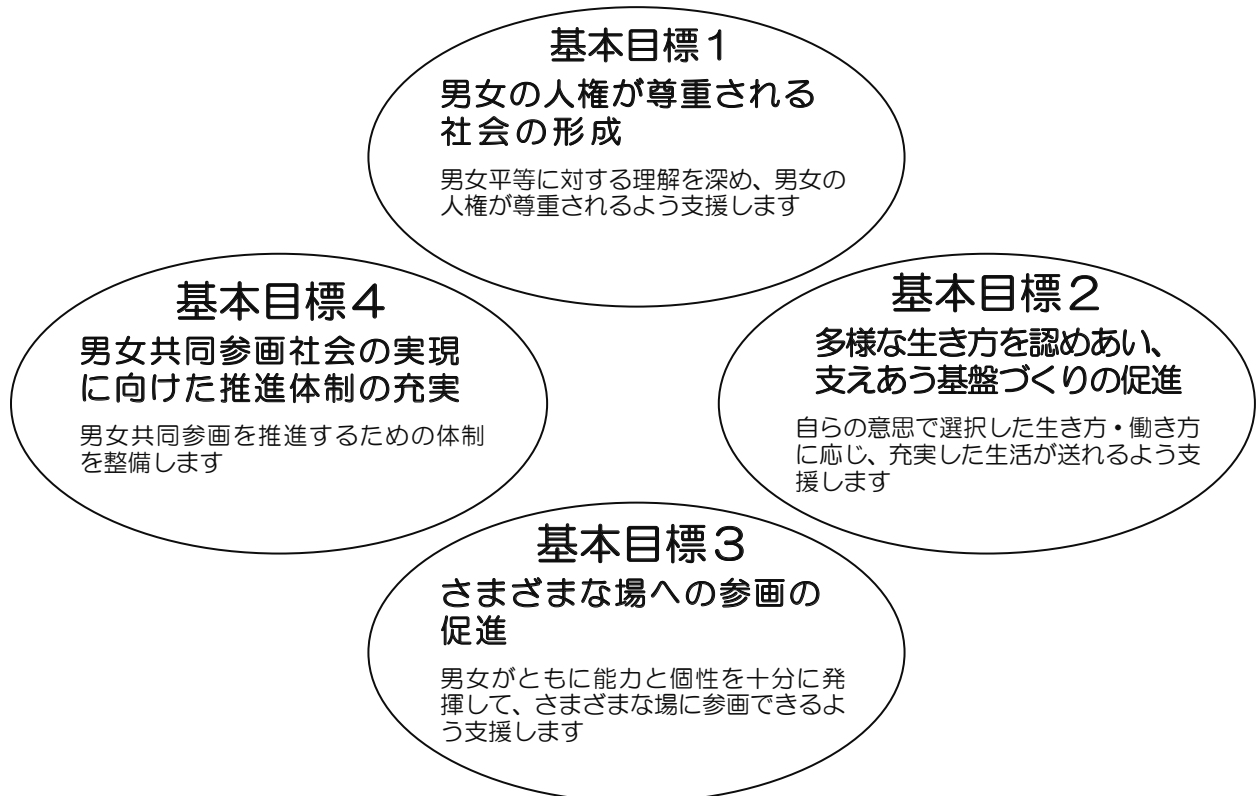 基本目標１
男女の人権が尊重される
社会の形成
男女平等に対する理解を深め、男女の
人権が尊重されるよう支援します
基本目標２
多様な生き方を認めあい、
支えあう基盤づくりの促進
自らの意思で選択した生き方・働き方
に応じ、充実した生活が送れるよう支
援します
基本目標３
さまざまな場への参画の
促進
男女がともに能力と個性を十分に発
揮して、さまざまな場に参画できるよ
う支援します
基本目標４
男女共同参画社会の実現
に向けた推進体制の充実
男女共同参画を推進するための体制
を整備します